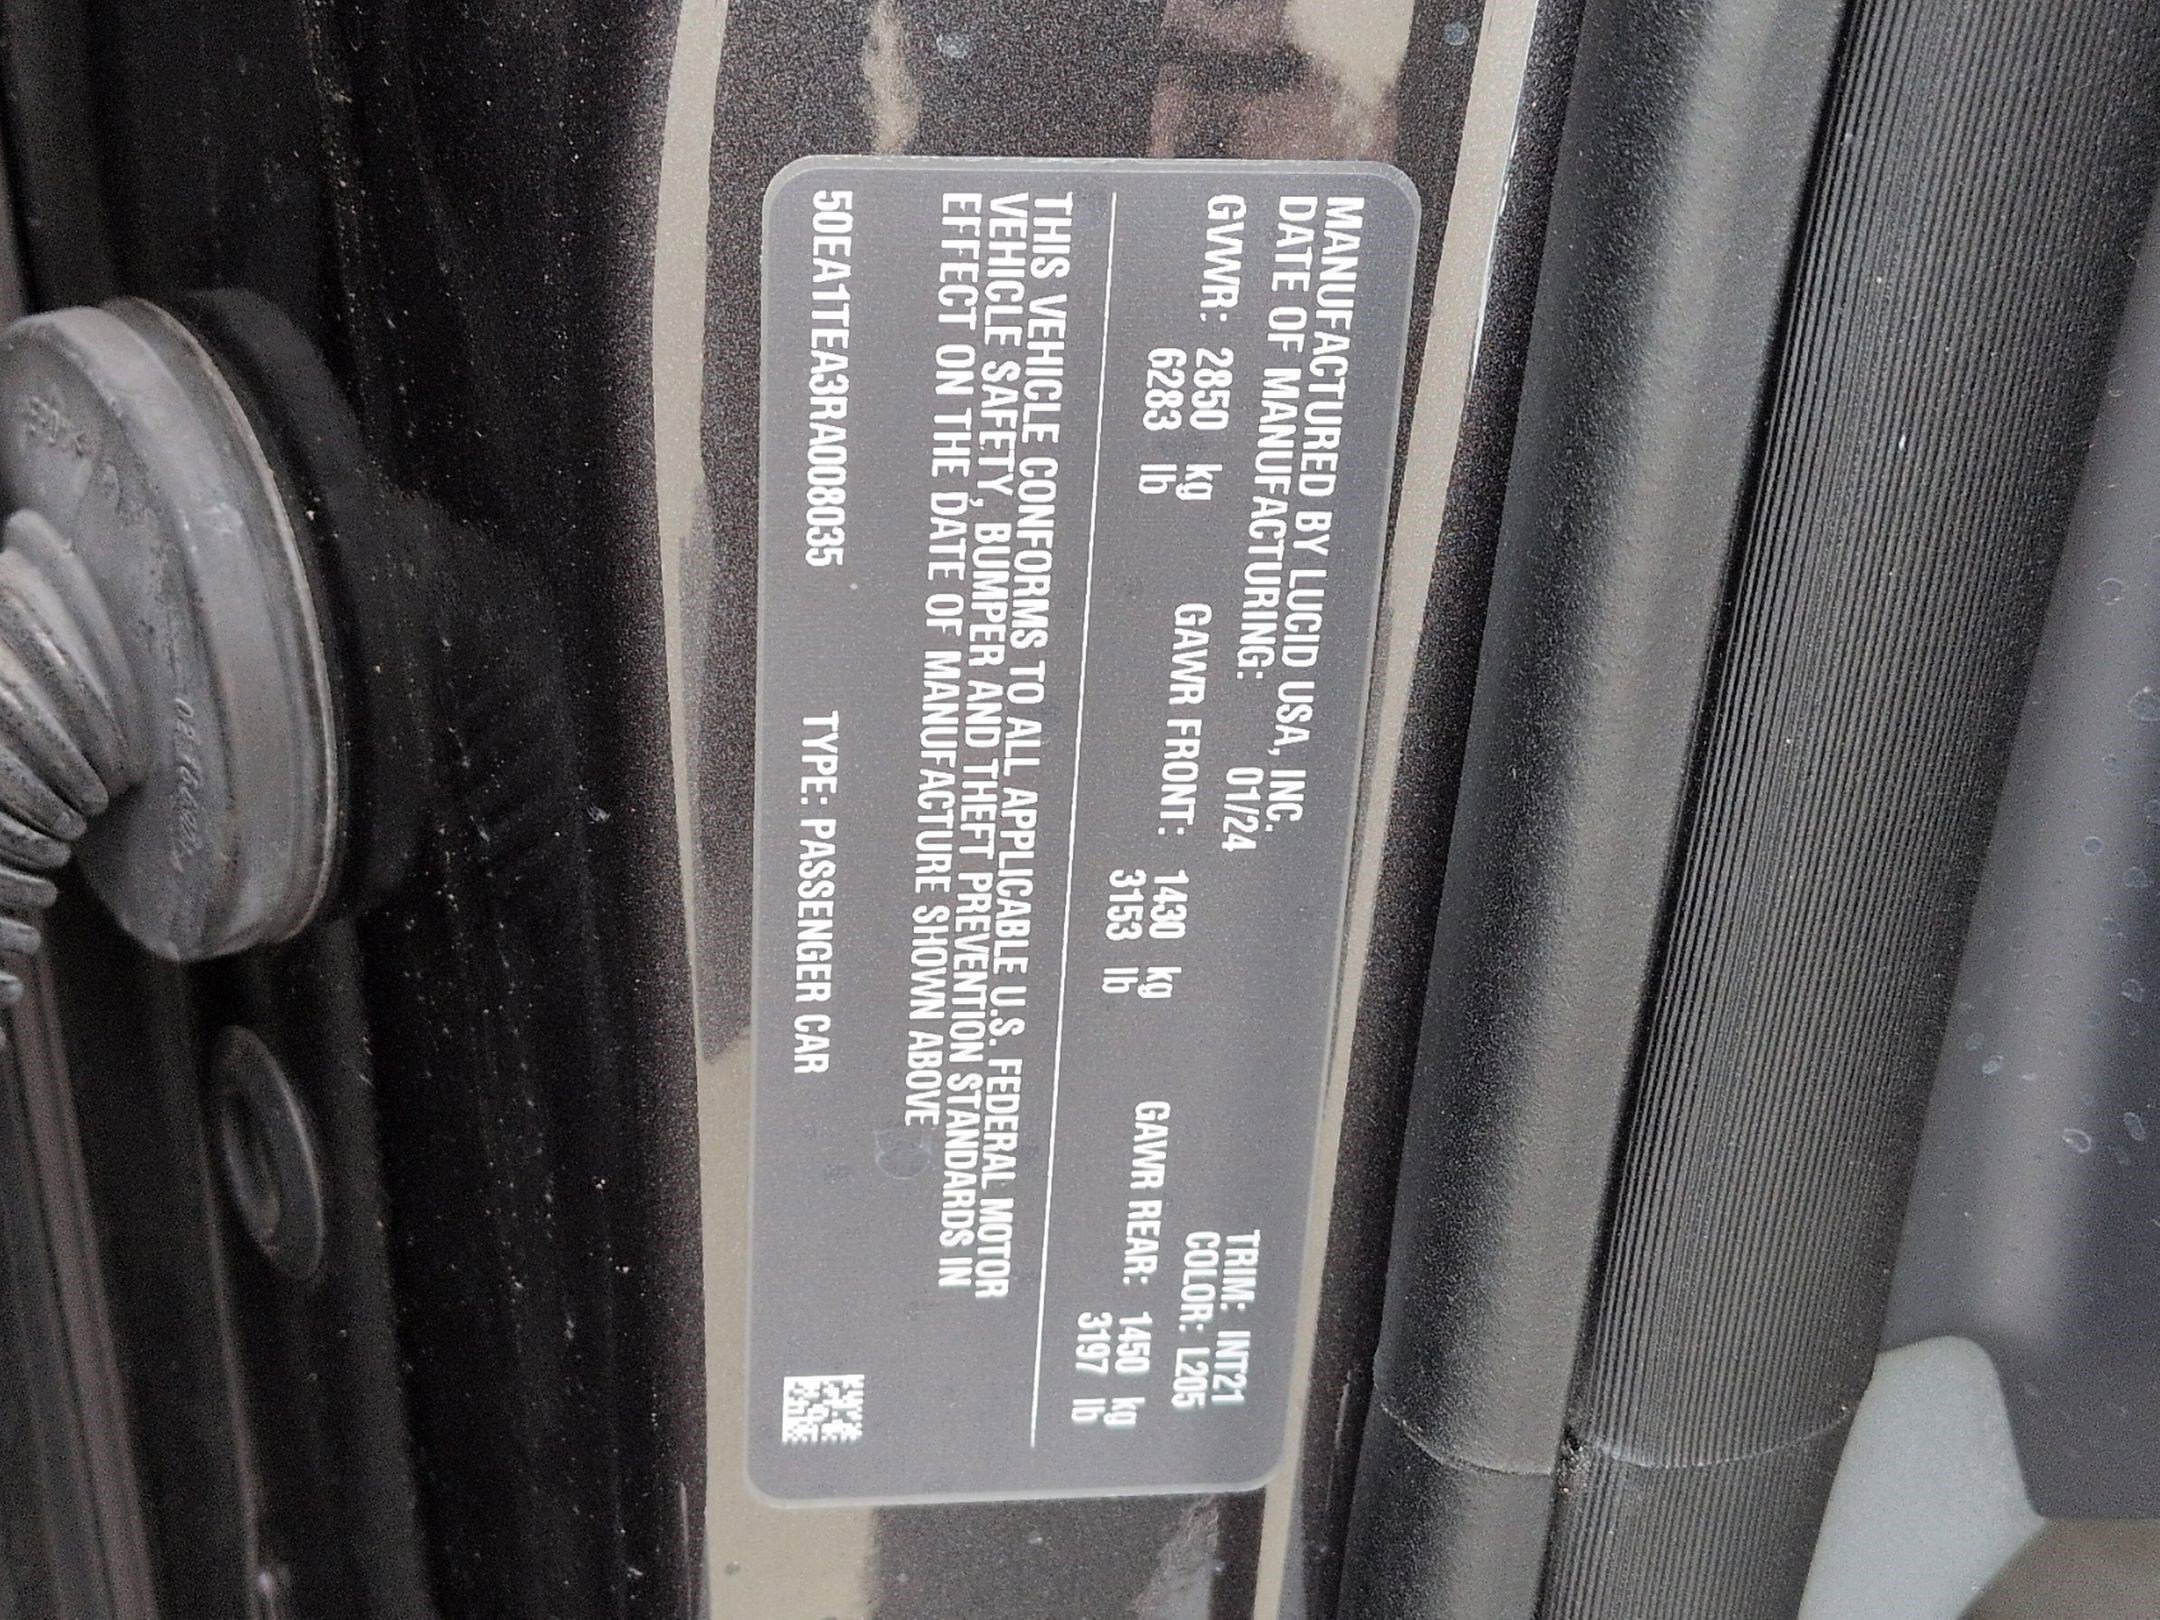 MANUFACTURED BY LUCID USA, INC.
DATE OF MANUFACTURING: 01/24
TRIM: INT21
COLOR: L205
GVWR: 2850 kg GAWR FRONT: 1430 kg GAWR REAR: 1450 kg
6283 lb 3153 lb 3197 lb
THIS VEHICLE CONFORMS TO ALL APPLICABLE U.S. FEDERAL MOTOR
VEHICLE SAFETY, BUMPER AND THEFT PREVENTION STANDARDS IN
EFFECT ON THE DATE OF MANUFACTURE SHOWN ABOVE
50EA1TEA3RA008035 TYPE: PASSENGER CAR